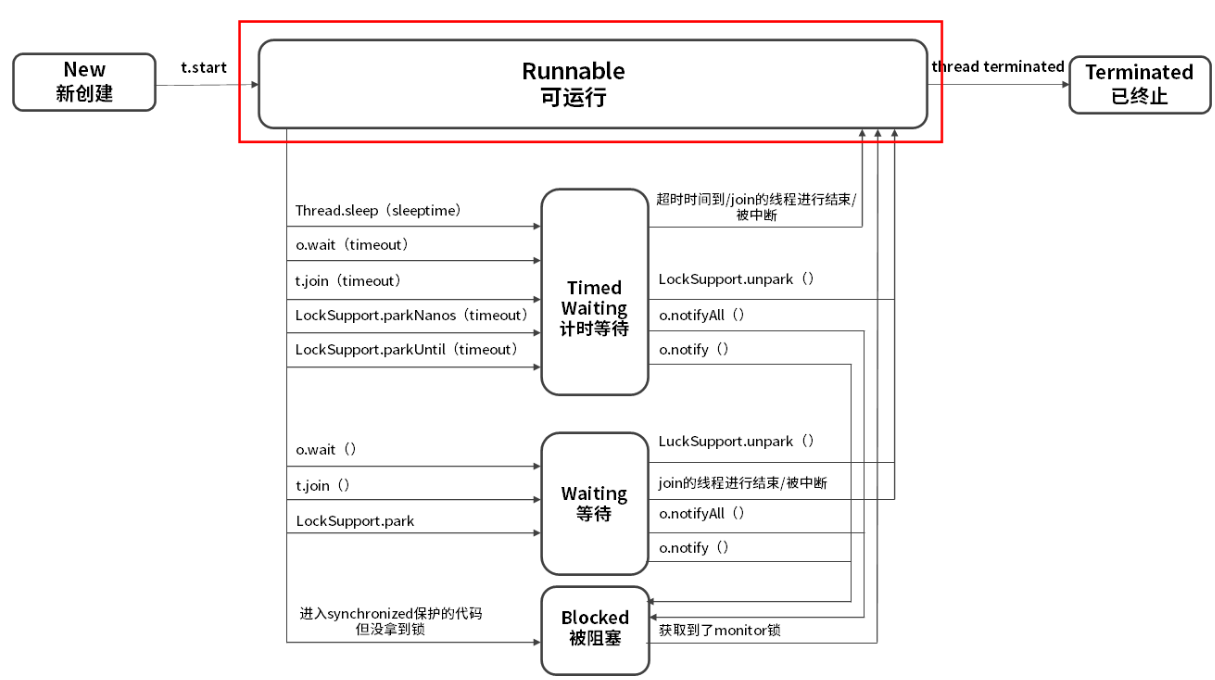 New
新创建
t.start
Runnable
可运行
thread terminated
Terminated
已终止
Thread.sleep（sleeptime）
o.wait（timeout）
t.join（timeout）
LockSupport.parkNanos（timeout）
LockSupport.parkUntil（timeout）
Timed
Waiting
计时等待
超时时间到/join的线程进行结束/
被中断
LockSupport.unpark（）
o.notifyAll（）
o.notify（）
o.wait（）
t.join（）
LockSupport.park
Waiting
等待
LuckSupport.unpark（）
join的线程进行结束/被中断
o.notifyAll（）
o.notify（）
进入synchronized保护的代码
但没拿到锁
Blocked
被阻塞
获取到了monitor锁